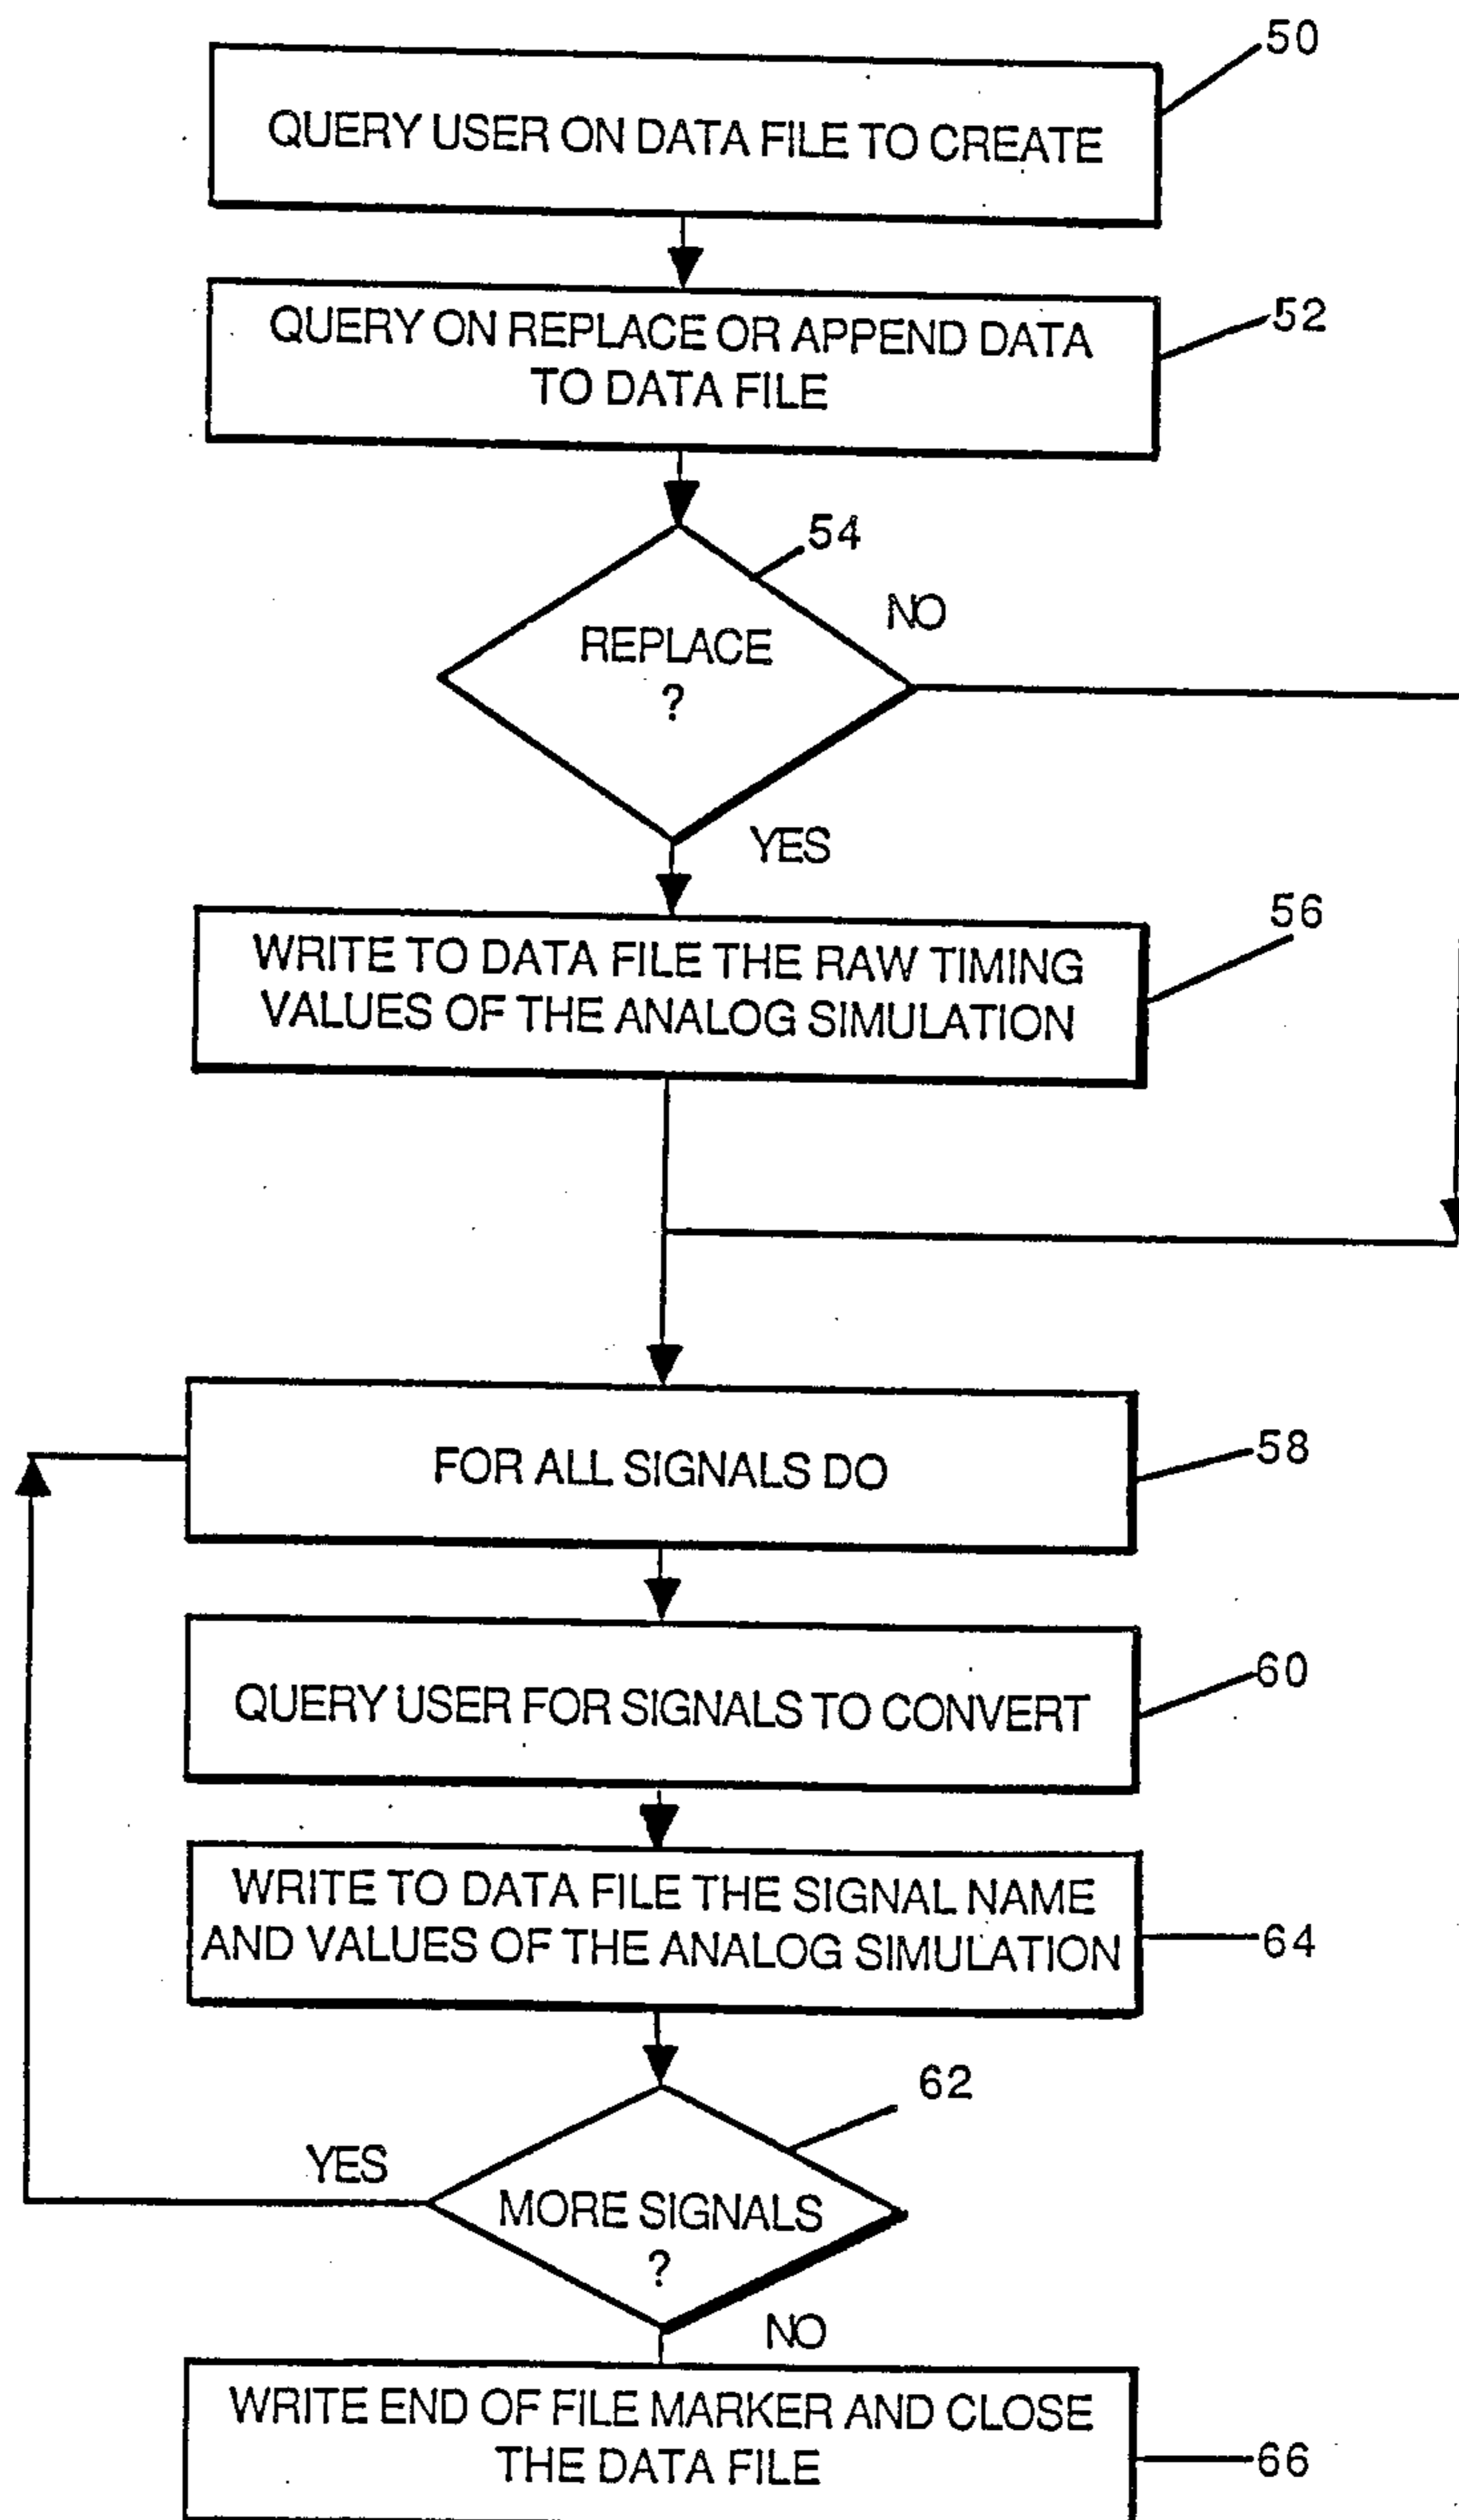 50
QUERY USER ON DATA FILE TO CREATE
52
QUERY ON REPLACE OR APPEND DATA
TO DATA FILE
54
NO
REPLACE
?
YES
56
WRITE TO DATA FILE THE RAW TIMING
VALUES OF THE ANALOG SIMULATION
FOR ALL SIGNALS DO
58
60
QUERY USER FOR SIGNALS TO CONVERT
WRITE TO DATA FILE THE SIGNAL NAME
AND VALUES OF THE ANALOG SIMULATION
64
62
YES
MORE SIGNALS
?
NO
WRITE END OF FILE MARKER AND CLOSE
THE DATA FILE
66